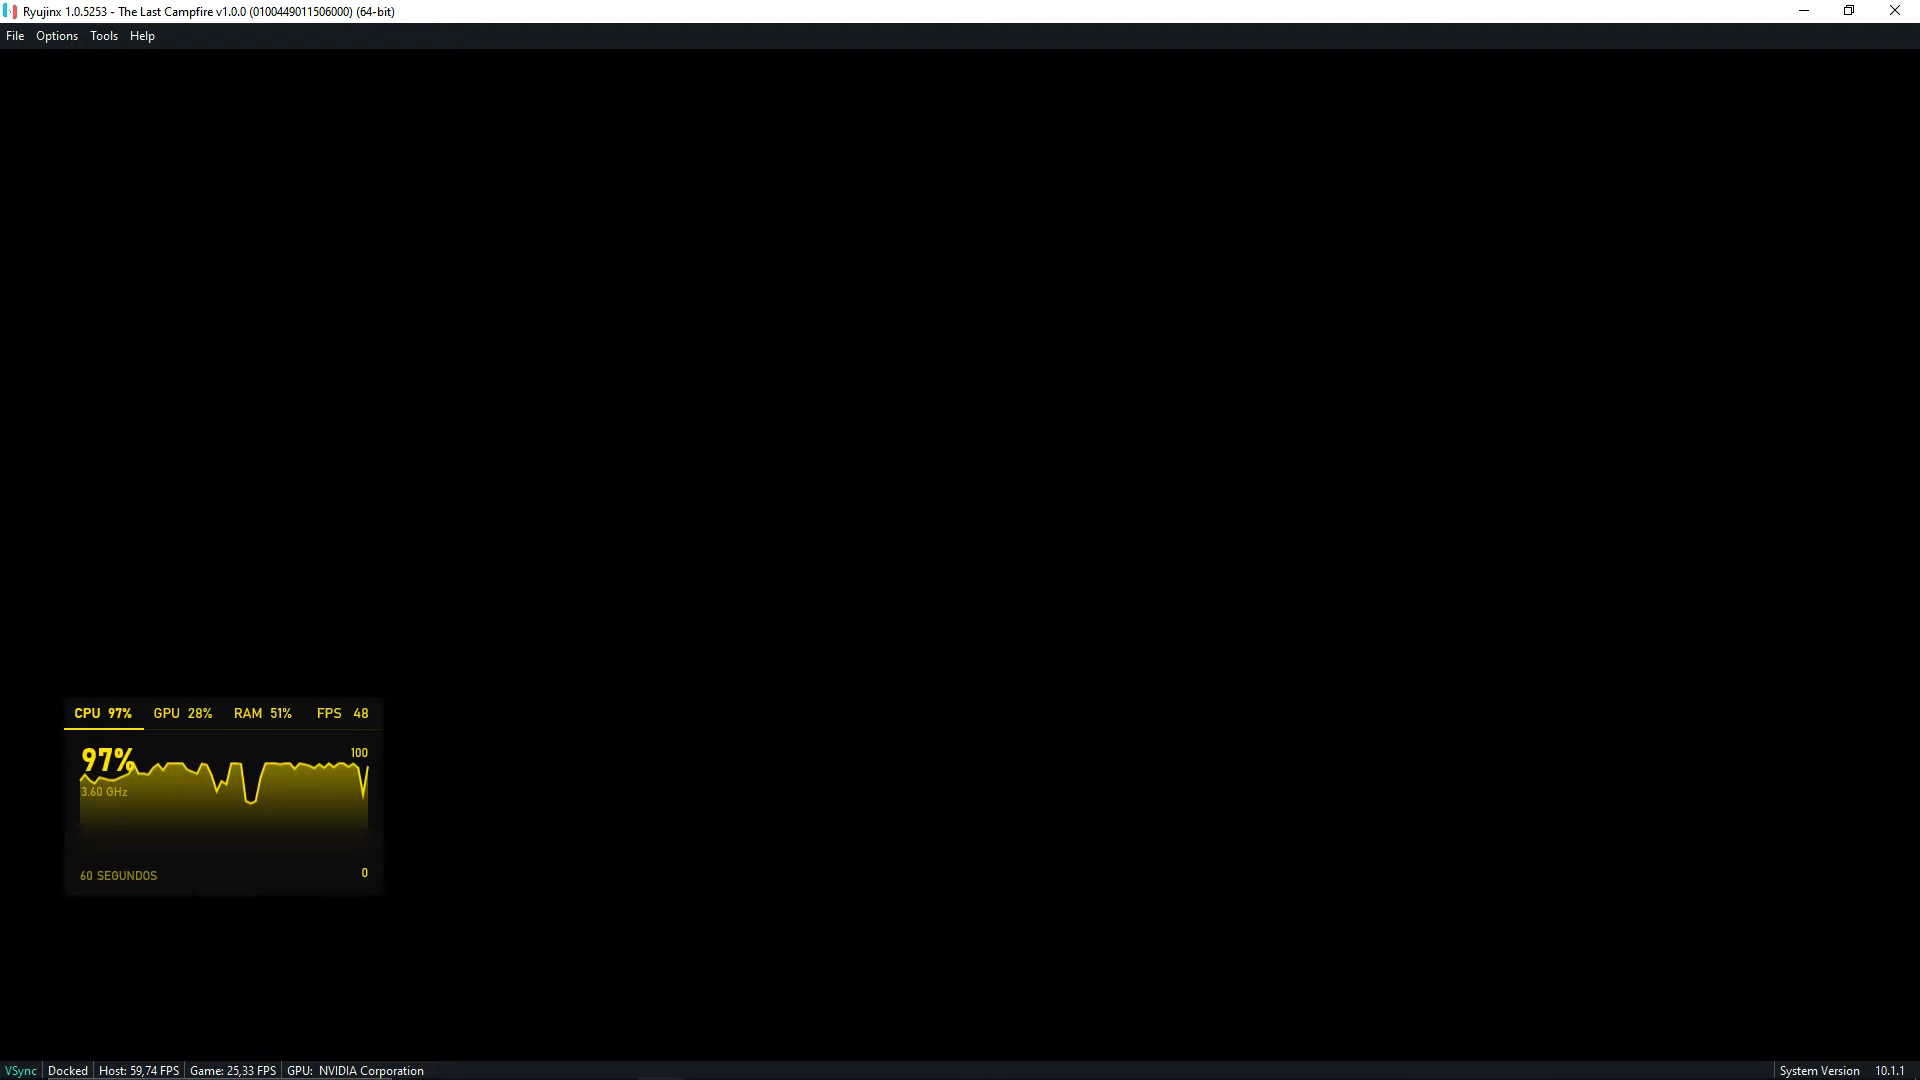 Ryujinx 1.0.5253 - The Last Campfire v1.0.0 (0100449011506000) (64-bit)
File Options Tools Help
CPU 97% GPU 28% RAM 51% FPS 48
97% 100
3.60 GHz
60 SEGUNDOS 0
VSync Docked Host: 59,74 FPS Game: 25,33 FPS GPU: NVIDIA Corporation System Version 10.1.1